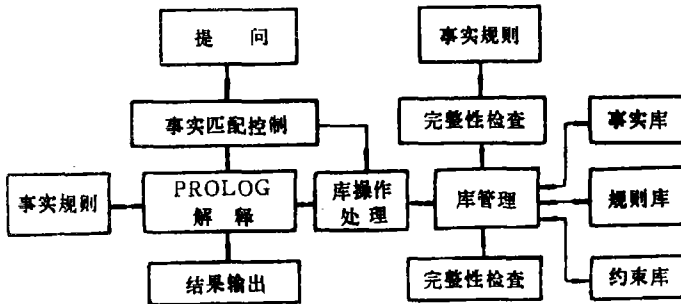 提 问
事实规则
事实匹配控制
完整性检查
事实库
事实规则
PROLOG
解 释
库操作
处理
库管理
规则库
结果输出
完整性检查
约束库